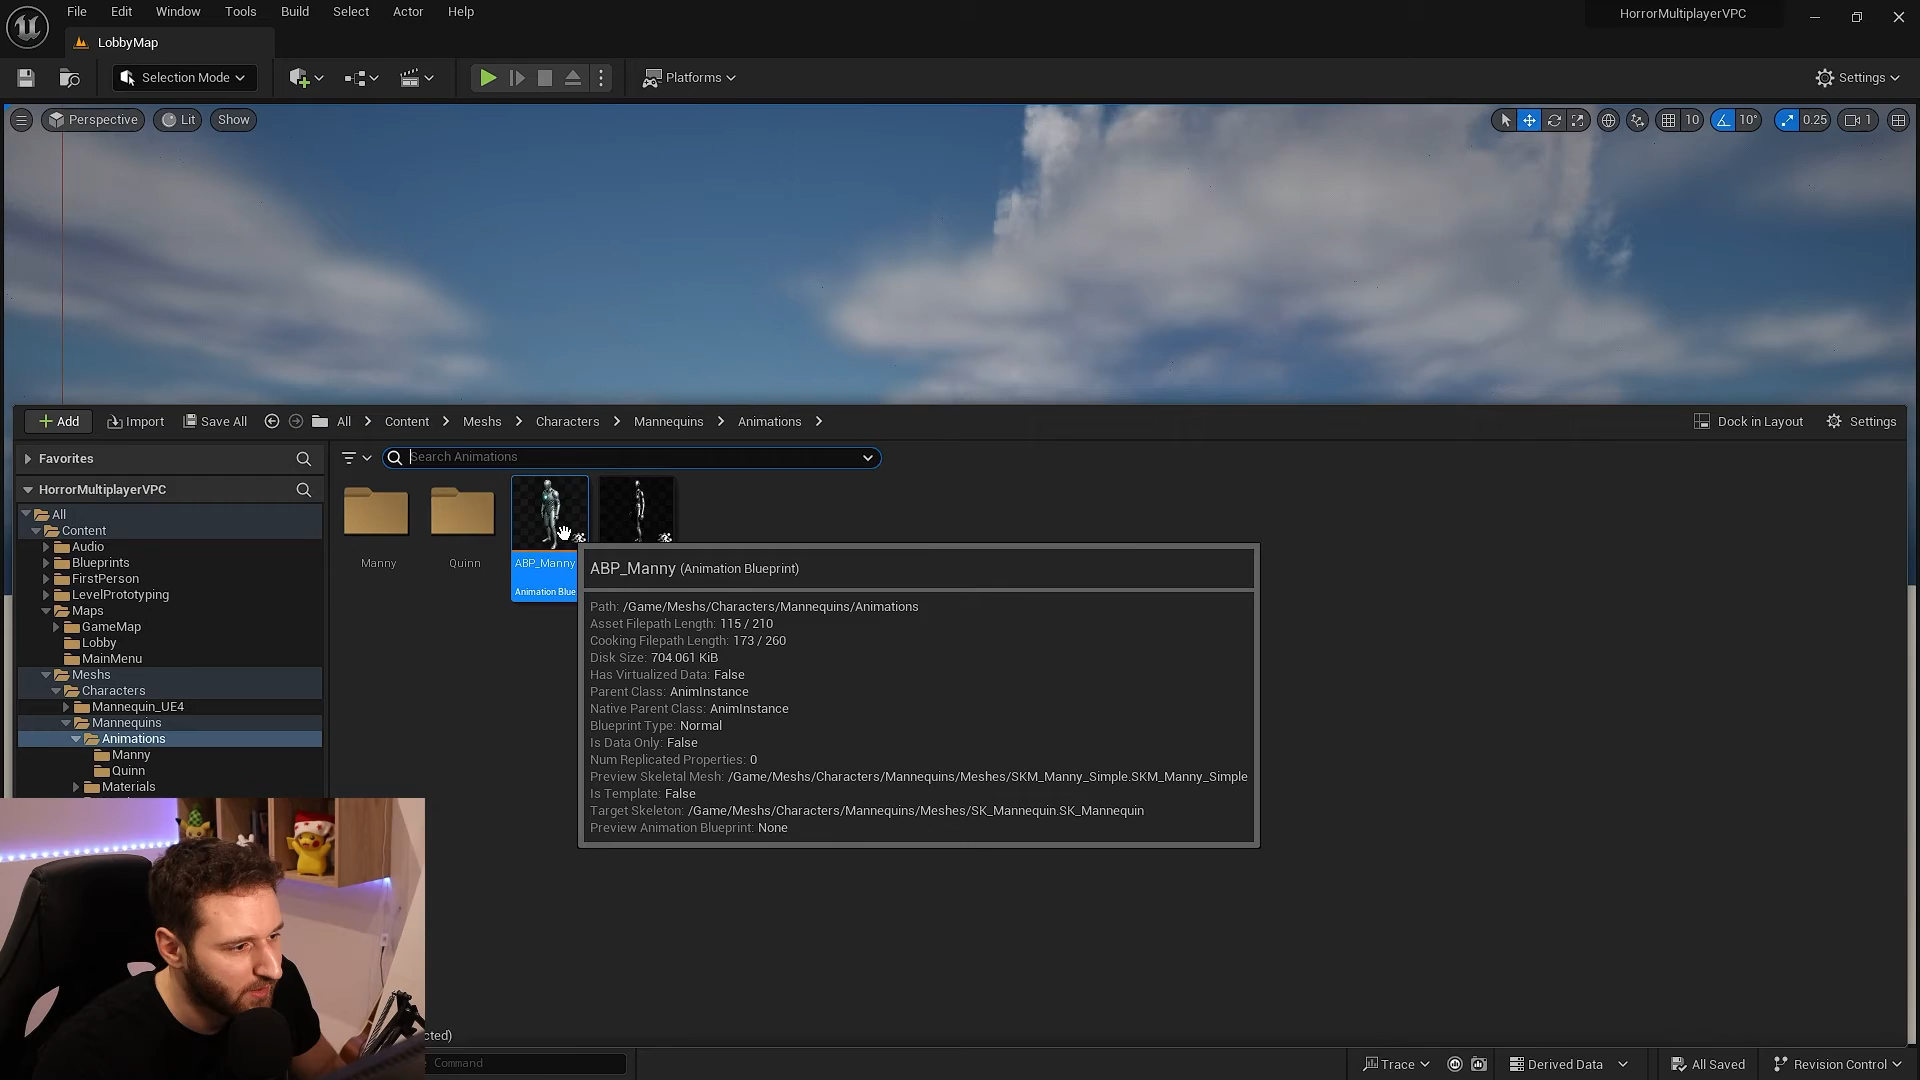 File Edit Window Tools Build Select Actor Help
HorrorMultiplayerVPC
LobbyMap
Selection Mode
Platforms
Settings
Perspective Lit Show
10 10° 0.25 1
Add Import Save All All Content Meshs Characters Mannequins Animations
Dock in Layout Settings
Favorites
Search Animations
HorrorMultiplayerVPC
All
Content
Audio
Blueprints
FirstPerson
LevelPrototyping
Maps
GameMap
Lobby
MainMenu
Meshs
Characters
Mannequin_UE4
Mannequins
Animations
Manny
Quinn
Materials
Manny
Quinn
ABP_Manny
Animation Blue
ABP_Manny (Animation Blueprint)
Path: /Game/Meshs/Characters/Mannequins/Animations
Asset Filepath Length: 115 / 210
Cooking Filepath Length: 173 / 260
Disk Size: 704.061 KiB
Has Virtualized Data: False
Parent Class: AnimInstance
Native Parent Class: AnimInstance
Blueprint Type: Normal
Is Data Only: False
Num Replicated Properties: 0
Preview Skeletal Mesh: /Game/Meshs/Characters/Mannequins/Meshes/SKM_Manny_Simple.SKM_Manny_Simple
Is Template: False
Target Skeleton: /Game/Meshs/Characters/Mannequins/Meshes/SK_Mannequin.SK_Mannequin
Preview Animation Blueprint: None
cted)
Command
Trace
Derived Data
All Saved
Revision Control